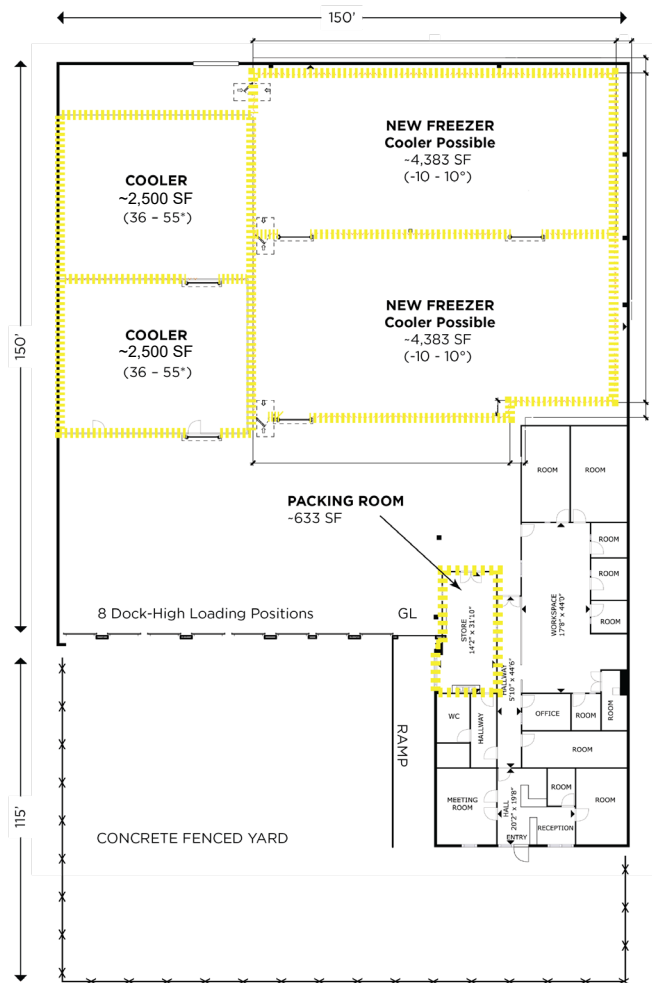 150'
NEW FREEZER
Cooler Possible
~4,383 SF
(-10 - 10°)
COOLER
~2,500 SF
(36 – 55*)
150'
NEW FREEZER
Cooler Possible
~4,383 SF
(-10 - 10°)
COOLER
~2,500 SF
(36 – 55*)
PACKING ROOM
~633 SF
ROOM
ROOM
ROOM
ROOM
ROOM
WORKSPACE
17'8" x 44'0"
8 Dock-High Loading Positions
GL
STORE
14'2" x 31'10"
HALLWAY
5'10" x 44'6"
WC
HALLWAY
OFFICE
ROOM
ROOM
ROOM
RAMP
MEETING
ROOM
HALL
20'2" x 19'8"
ROOM
ROOM
RECEPTION
ENTRY
115'
CONCRETE FENCED YARD